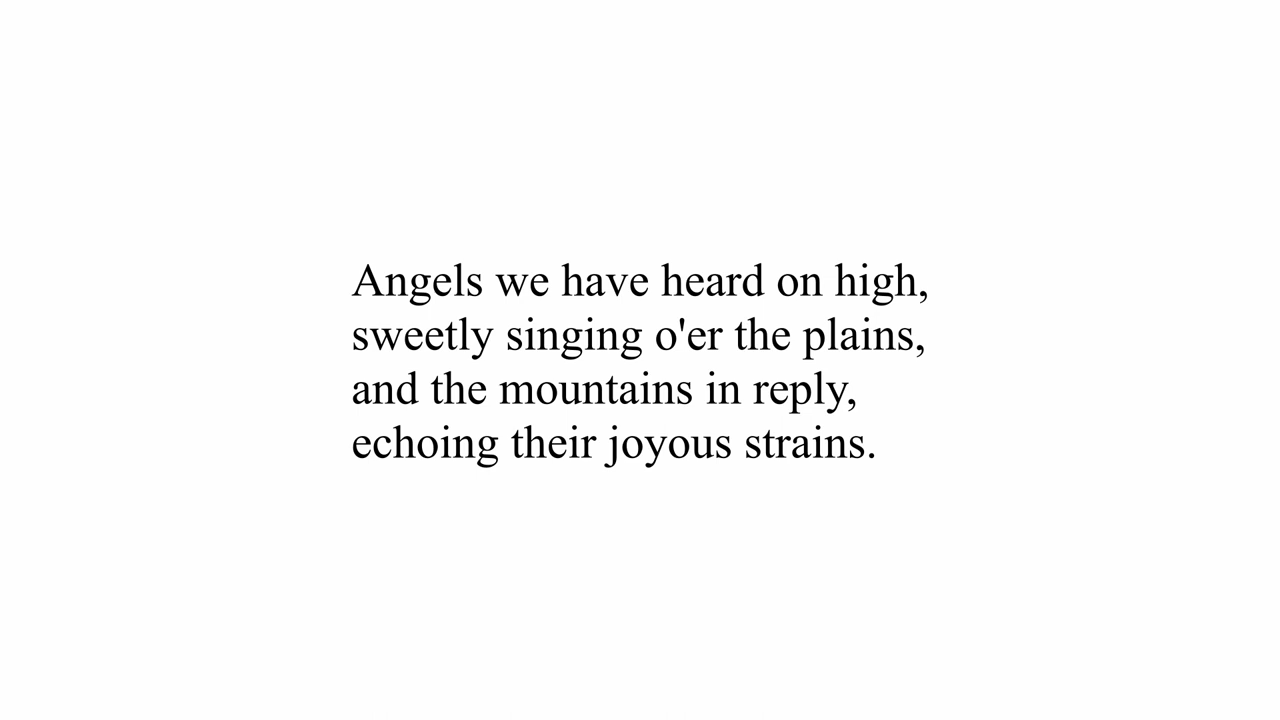 Angels we have heard on high,
sweetly singing o'er the plains,
and the mountains in reply,
echoing their joyous strains.